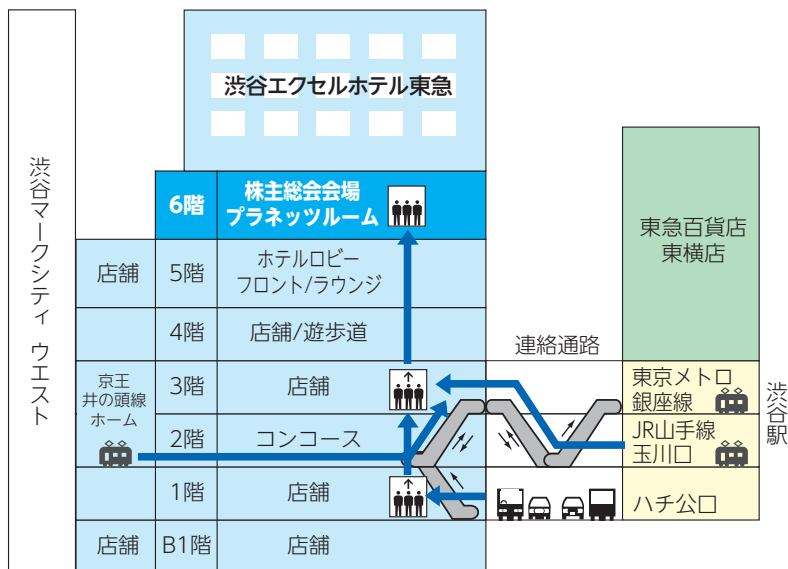 渋谷マークシティ ウエスト
渋谷エクセルホテル東急
6階
株主総会会場
プラネッツルーム
店舗
5階
ホテルロビー
フロント/ラウンジ
4階
店舗/遊歩道
京王
井の頭線
ホーム
3階
店舗
2階
コンコース
1階
店舗
店舗
B1階
店舗
連絡通路
東急百貨店
東横店
東京メトロ
銀座線
JR山手線
玉川口
ハチ公口
渋谷駅